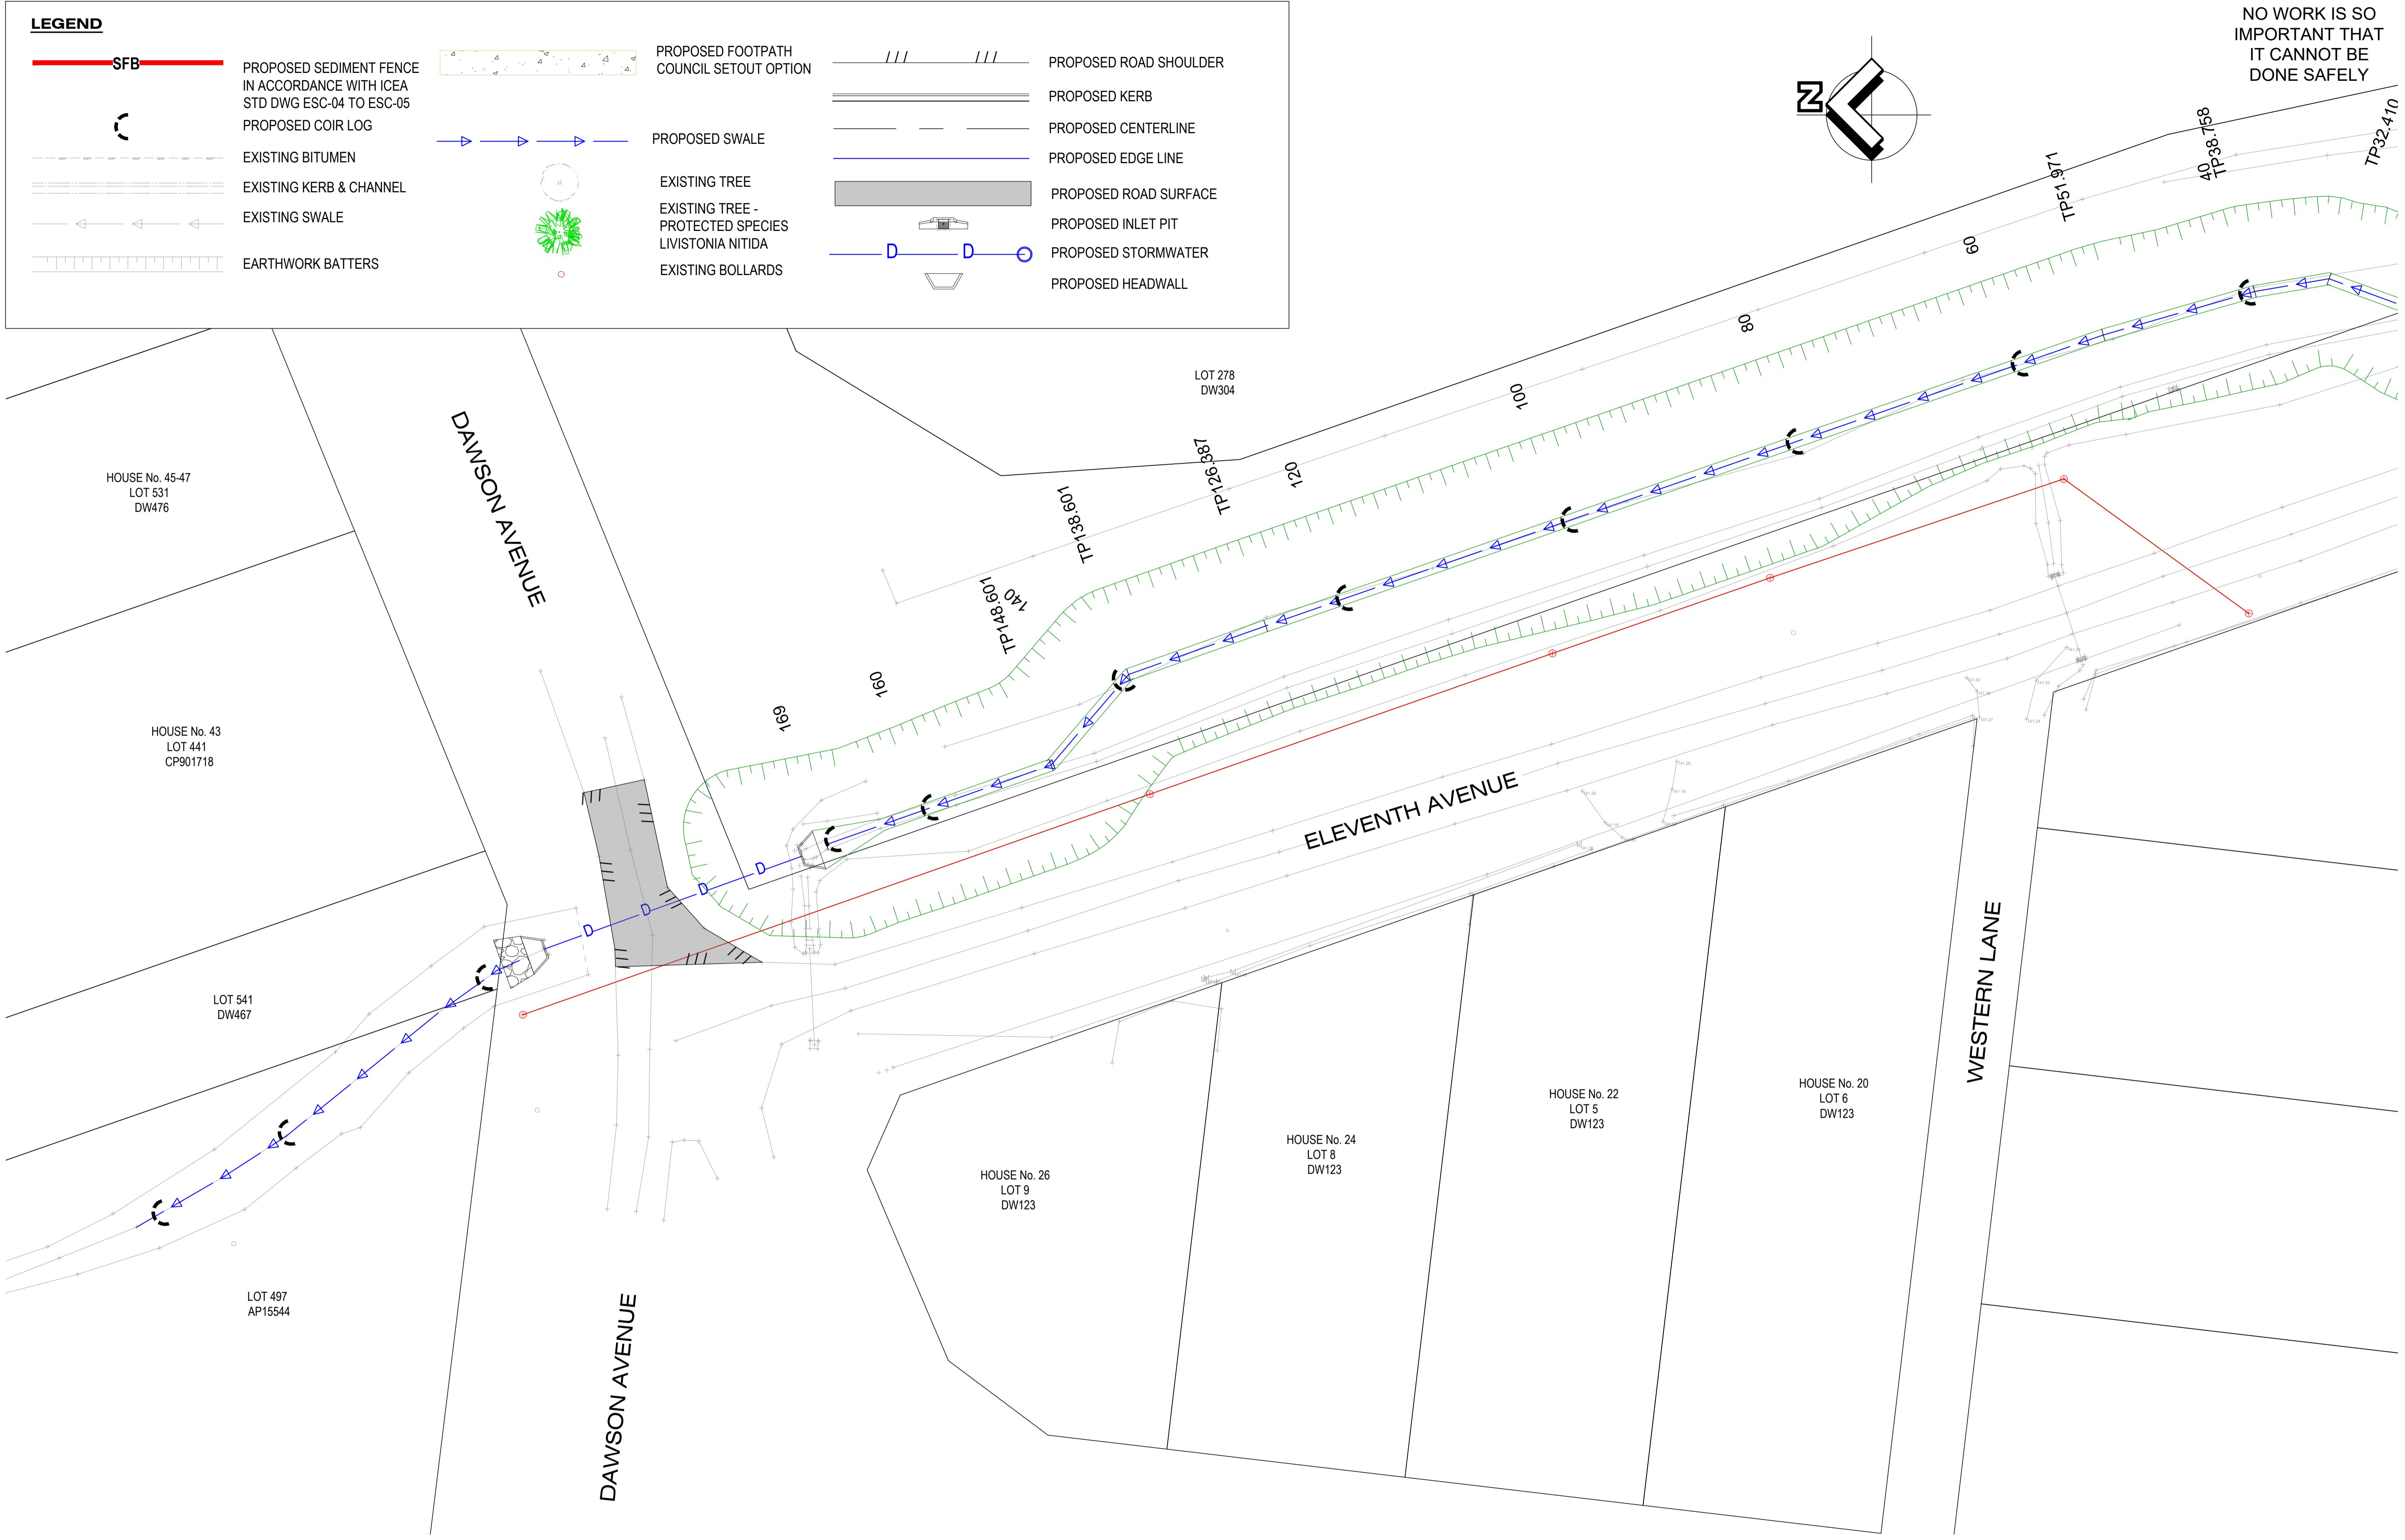 LEGEND
SFB
PROPOSED SEDIMENT FENCE
IN ACCORDANCE WITH ICEA
STD DWG ESC-04 TO ESC-05
PROPOSED COIR LOG
EXISTING BITUMEN
EXISTING KERB & CHANNEL
EXISTING SWALE
EARTHWORK BATTERS
PROPOSED FOOTPATH
COUNCIL SETOUT OPTION
PROPOSED SWALE
EXISTING TREE
EXISTING TREE -
PROTECTED SPECIES
LIVISTONIA NITIDA
EXISTING BOLLARDS
PROPOSED ROAD SHOULDER
PROPOSED KERB
PROPOSED CENTERLINE
PROPOSED EDGE LINE
PROPOSED ROAD SURFACE
PROPOSED INLET PIT
D D
PROPOSED STORMWATER
PROPOSED HEADWALL
NO WORK IS SO
IMPORTANT THAT
IT CANNOT BE
DONE SAFELY
N
TP32.410
TP38.758
40
TP51.971
60
80
100
120
TP126.387
TP138.601
140
TP148.601
160
169
LOT 278
DW304
DAWSON AVENUE
HOUSE No. 45-47
LOT 531
DW476
HOUSE No. 43
LOT 441
CP901718
D
D
D
D
LOT 541
DW467
LOT 497
AP15544
ELEVENTH AVENUE
WESTERN LANE
DAWSON AVENUE
HOUSE No. 26
LOT 9
DW123
HOUSE No. 24
LOT 8
DW123
HOUSE No. 22
LOT 5
DW123
HOUSE No. 20
LOT 6
DW123